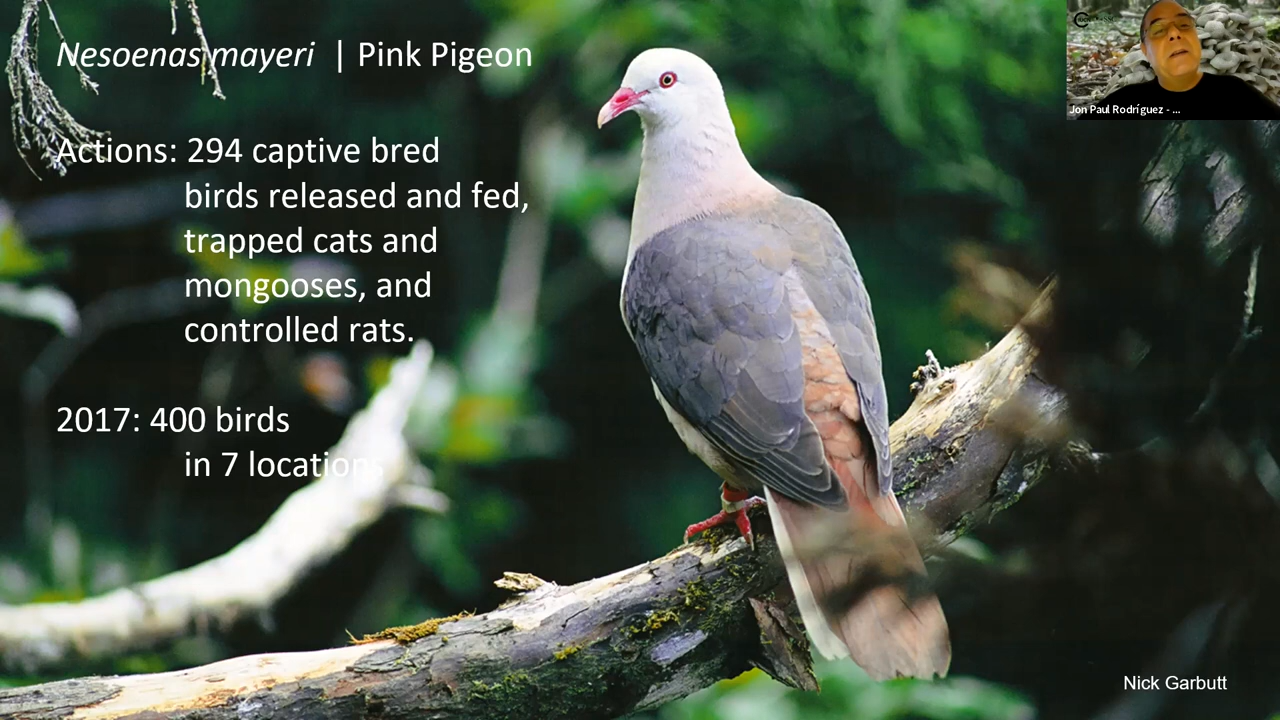 Nesoenas mayeri | Pink Pigeon
Actions: 294 captive bred
birds released and fed,
trapped cats and
mongooses, and
controlled rats.
2017: 400 birds
in 7 locations
Jon Paul Rodríguez - ...
Nick Garbutt